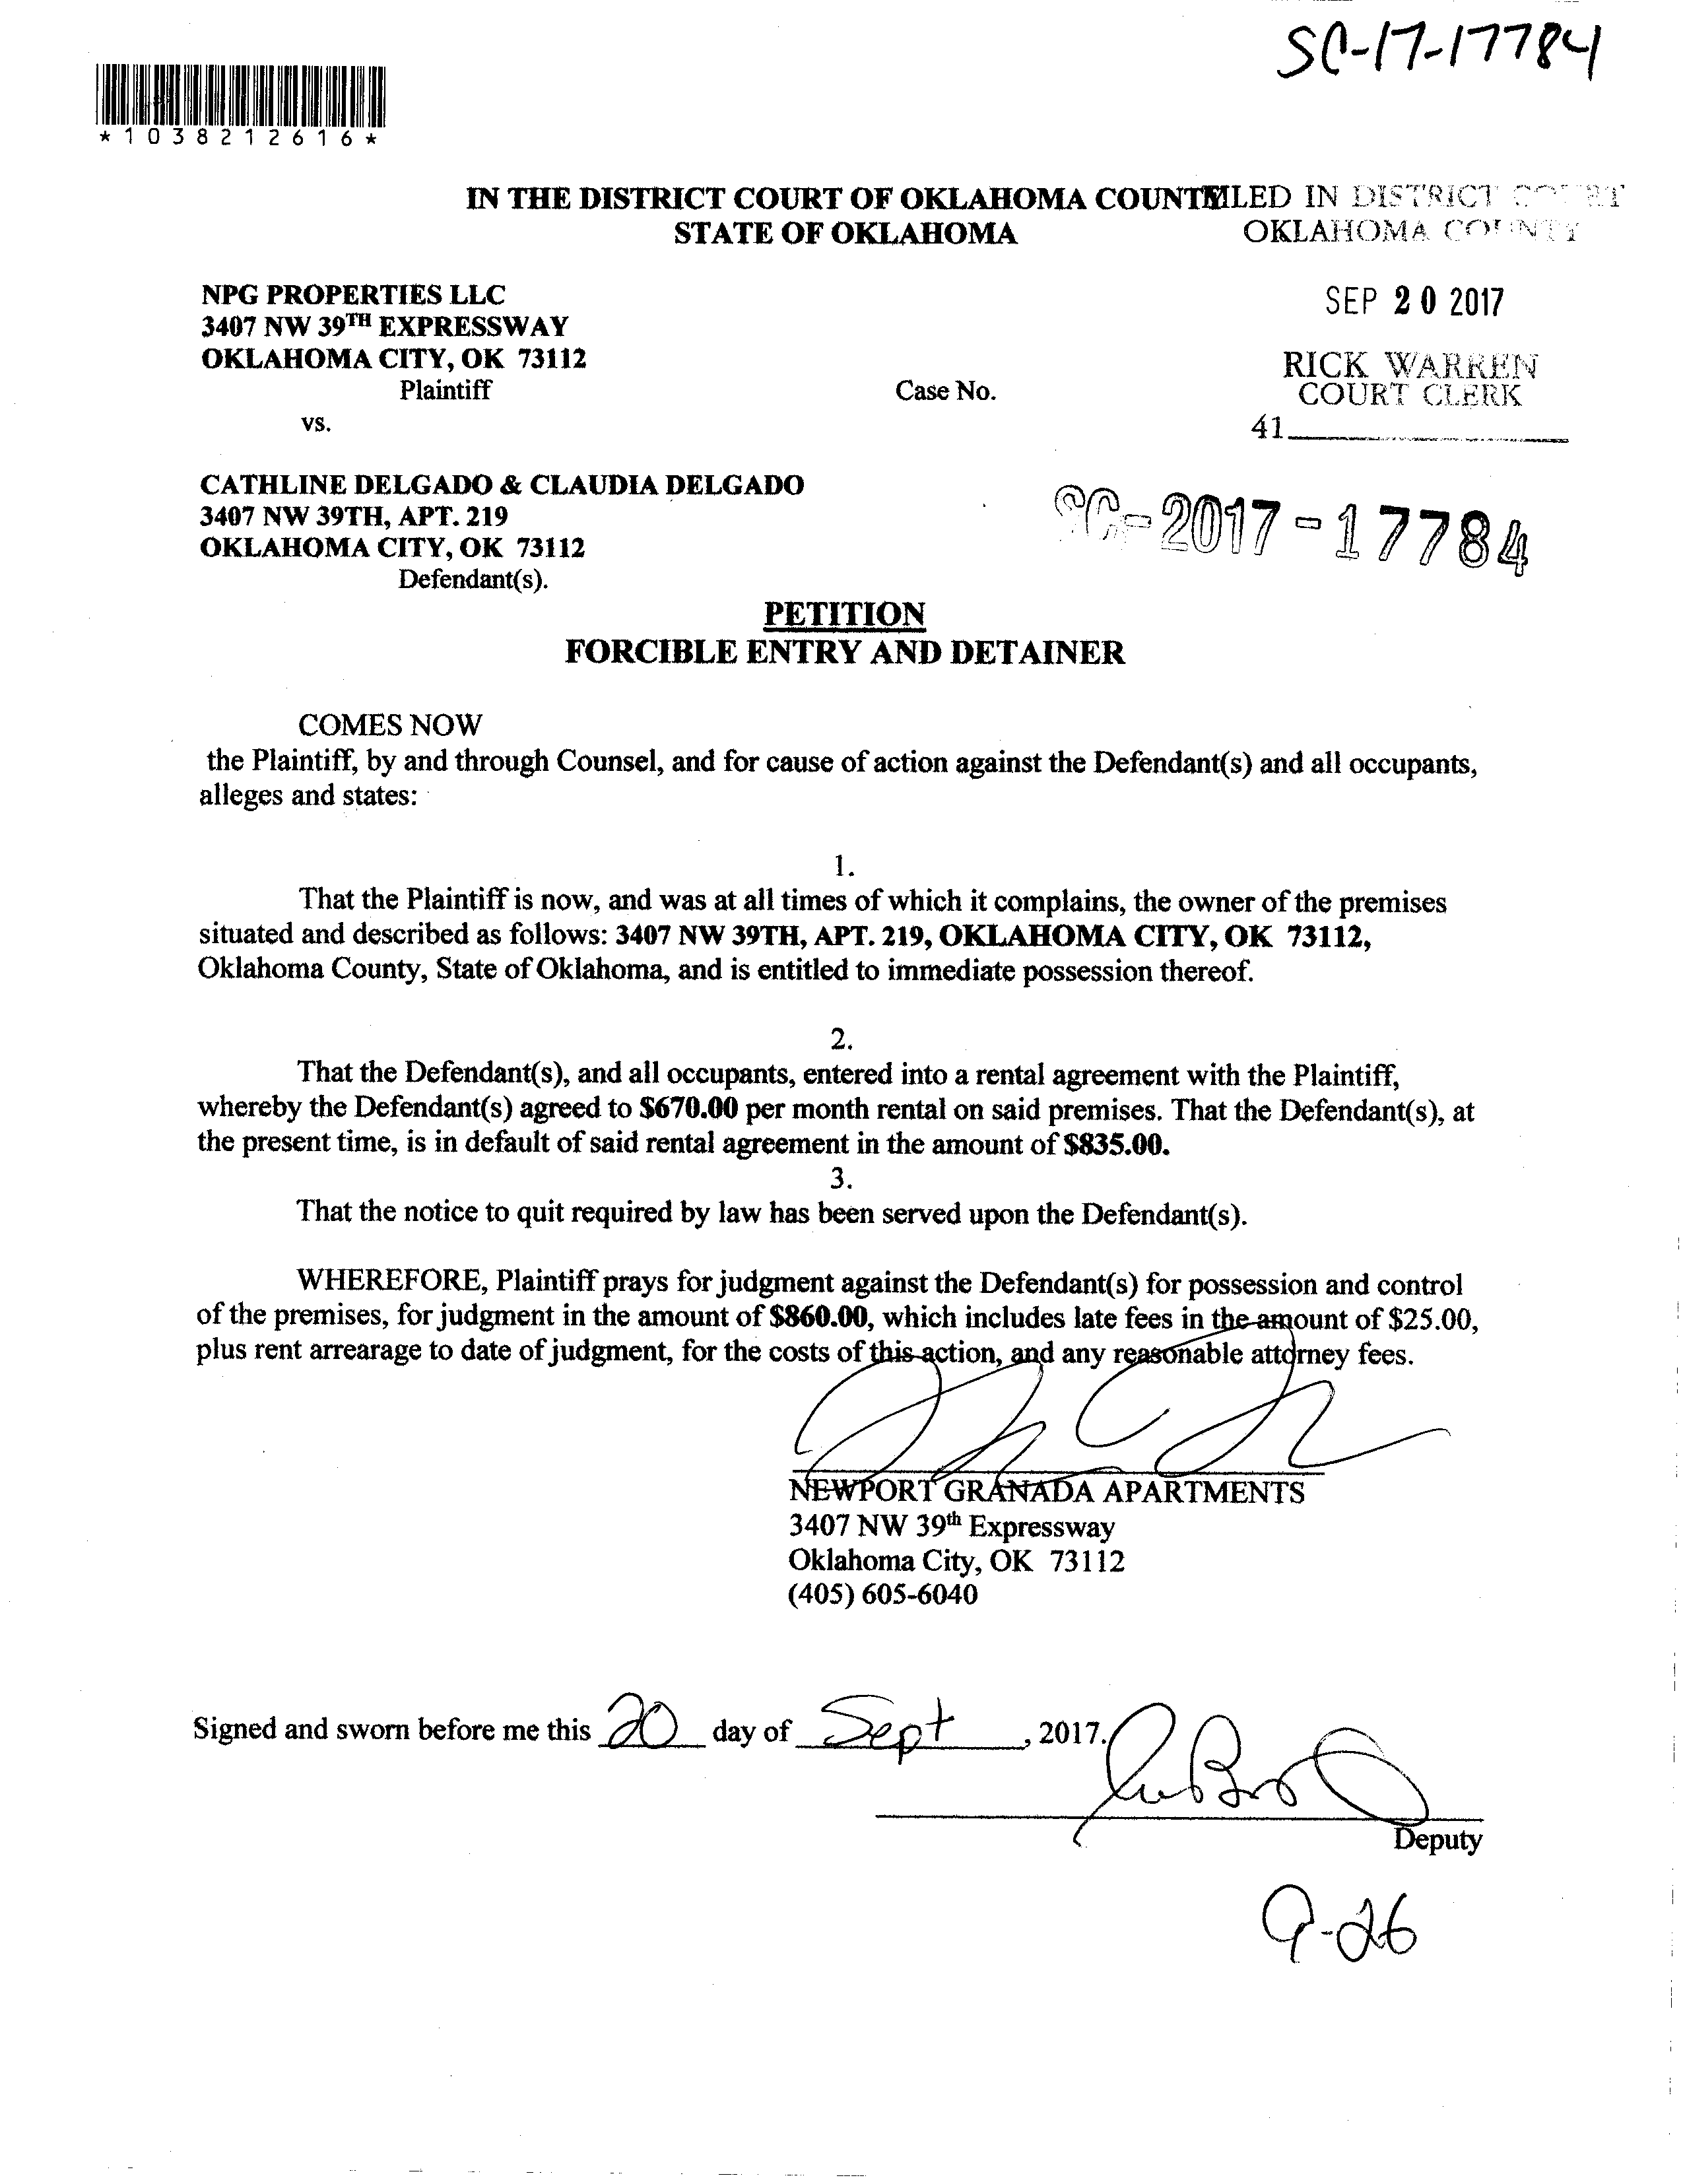 SC-17-17784
*1038212616*
IN THE DISTRICT COURT OF OKLAHOMA COUNTY
FILED IN DISTRICT COURT
STATE OF OKLAHOMA
OKLAHOMA COUNTY
NPG PROPERTIES LLC
SEP 20 2017
3407 NW 39TH EXPRESSWAY
OKLAHOMA CITY, OK 73112
RICK WARREN
Plaintiff
Case No.
COURT CLERK
vs.
41
CATHLINE DELGADO & CLAUDIA DELGADO
3407 NW 39TH, APT. 219
SC-2017-17784
OKLAHOMA CITY, OK 73112
Defendant(s).
PETITION
FORCIBLE ENTRY AND DETAINER
COMES NOW
the Plaintiff, by and through Counsel, and for cause of action against the Defendant(s) and all occupants,
alleges and states:
1.
That the Plaintiff is now, and was at all times of which it complains, the owner of the premises
situated and described as follows: 3407 NW 39TH, APT. 219, OKLAHOMA CITY, OK 73112,
Oklahoma County, State of Oklahoma, and is entitled to immediate possession thereof.
2.
That the Defendant(s), and all occupants, entered into a rental agreement with the Plaintiff,
whereby the Defendant(s) agreed to $670.00 per month rental on said premises. That the Defendant(s), at
the present time, is in default of said rental agreement in the amount of $835.00.
3.
That the notice to quit required by law has been served upon the Defendant(s).
WHEREFORE, Plaintiff prays for judgment against the Defendant(s) for possession and control
of the premises, for judgment in the amount of $860.00, which includes late fees in the amount of $25.00,
plus rent arrearage to date of judgment, for the costs of this action, and any reasonable attorney fees.
NEWPORT GRANADA APARTMENTS
3407 NW 39th Expressway
Oklahoma City, OK 73112
(405) 605-6040
Signed and sworn before me this 20 day of Sept, 2017.
Deputy
9-26